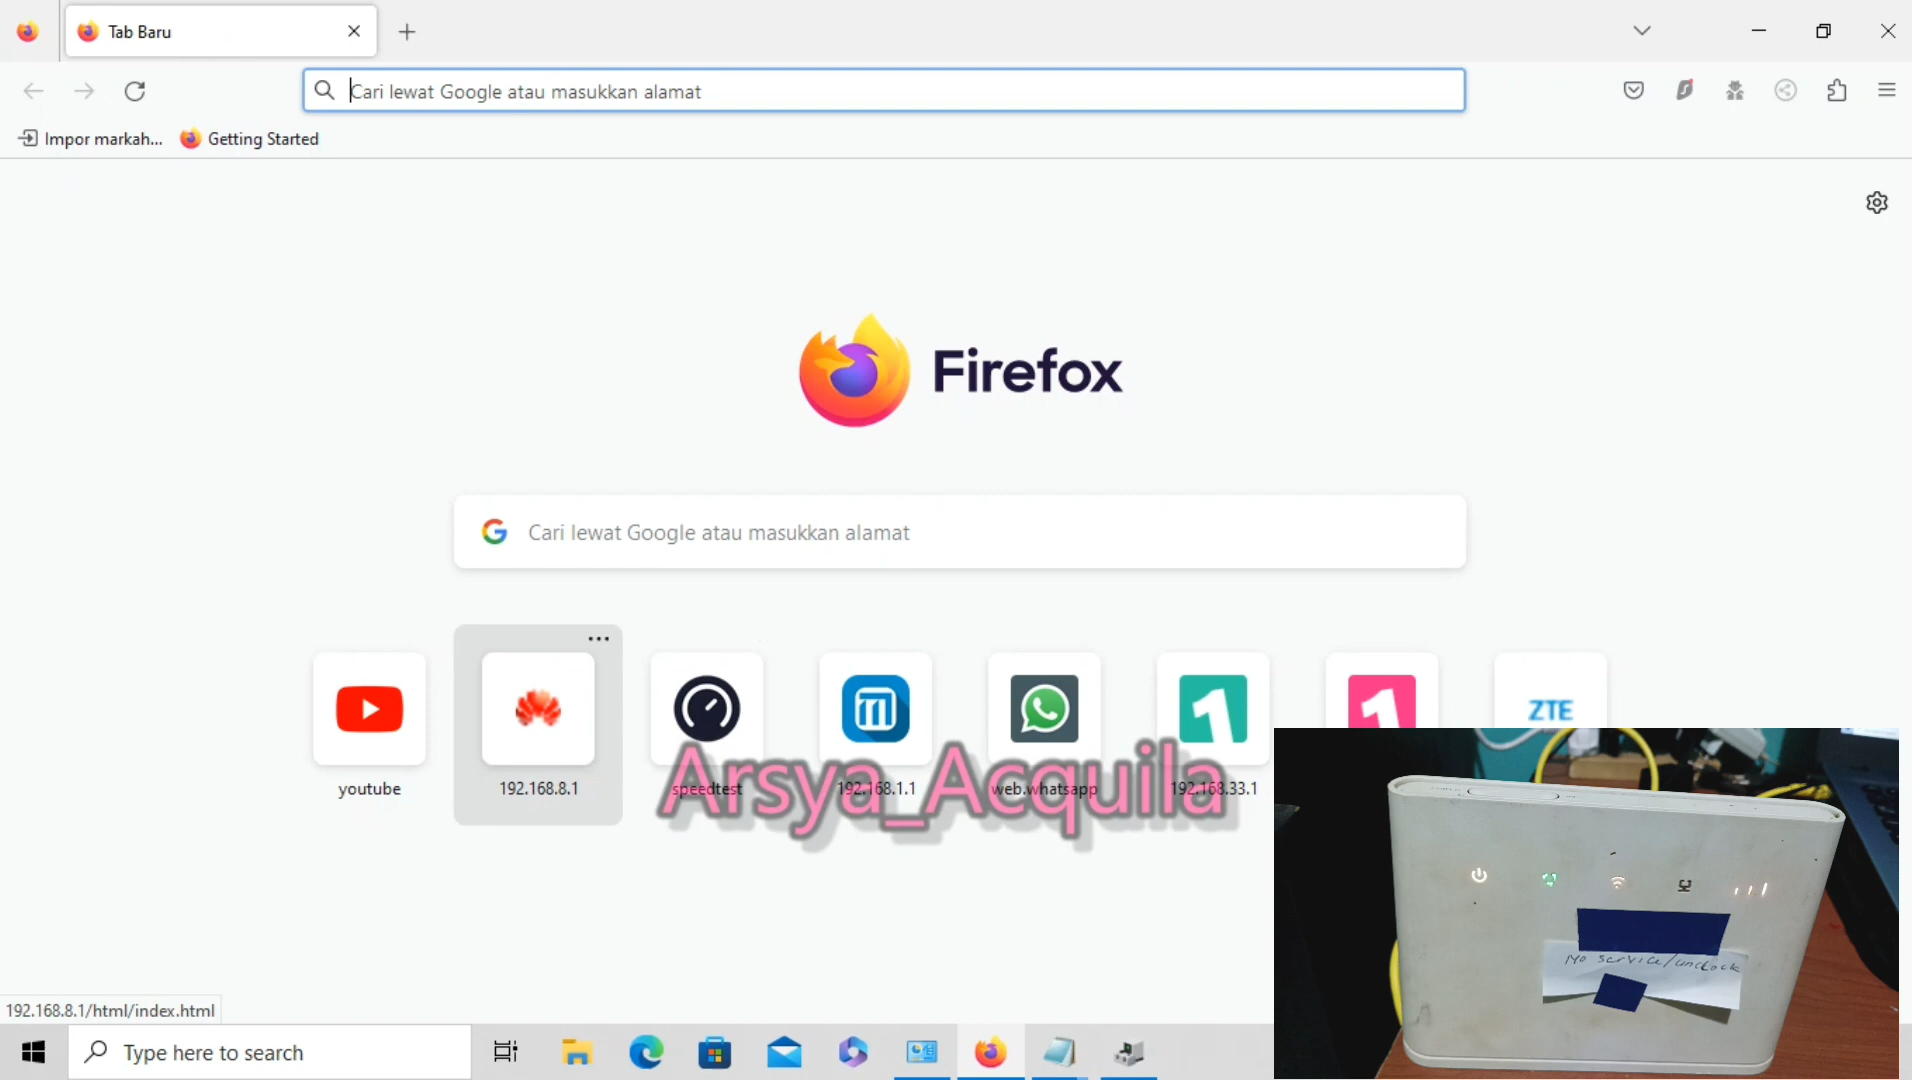 Tab Baru
Cari lewat Google atau masukkan alamat
Impor markah...
Getting Started
Firefox
Cari lewat Google atau masukkan alamat
ZTE
youtube
192.168.8.1
speedtest
192.168.1.1
web.whatsapp
192.168.33.1
Arsya_Acquila
No service/unclock
192.168.8.1/html/index.html
Type here to search